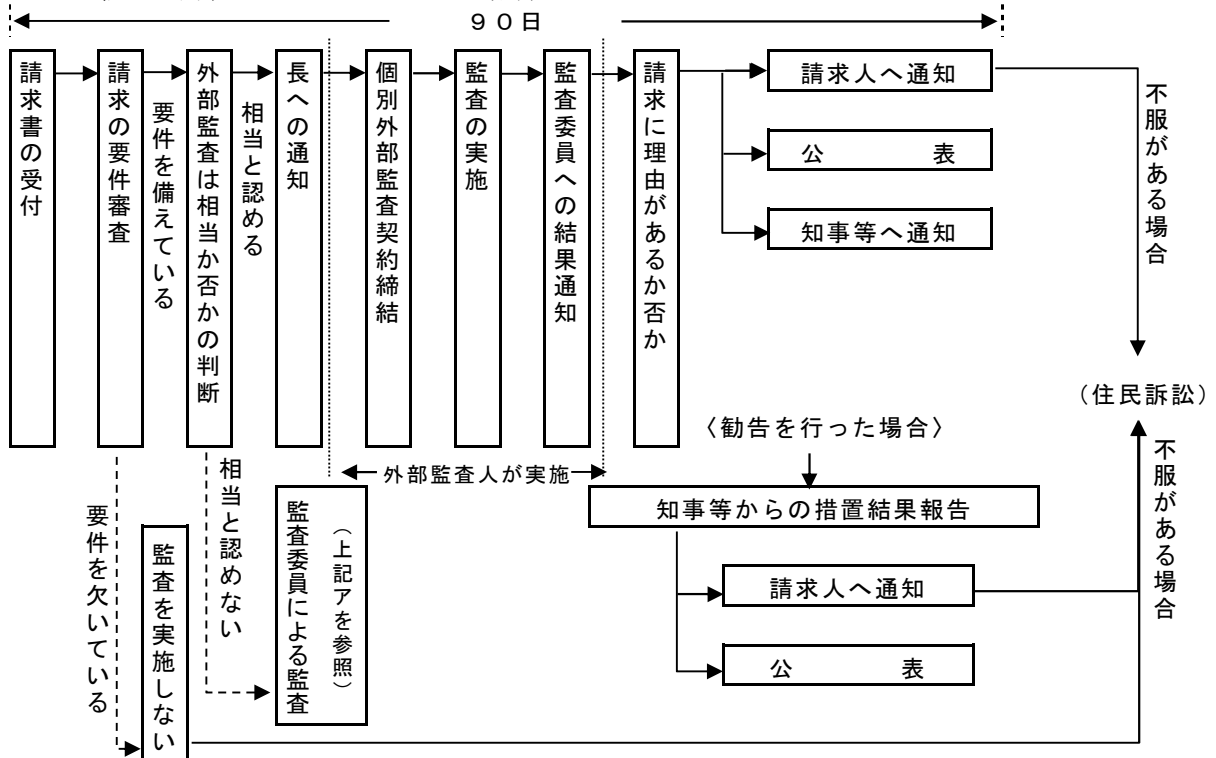 ９０日
請求書の受付
請求の要件審査
要件を備えている
外部監査は相当か否かの判断
相当と認める
長への通知
個別外部監査契約締結
監査の実施
監査委員への結果通知
請求に理由があるか否か
請求人へ通知
公　　　表
知事等へ通知
不服がある場合
（住民訴訟）
外部監査人が実施
〈勧告を行った場合〉
知事等からの措置結果報告
請求人へ通知
公　　　表
不服がある場合
要件を欠いている
監査を実施しない
相当と認めない
監査委員による監査
（上記アを参照）